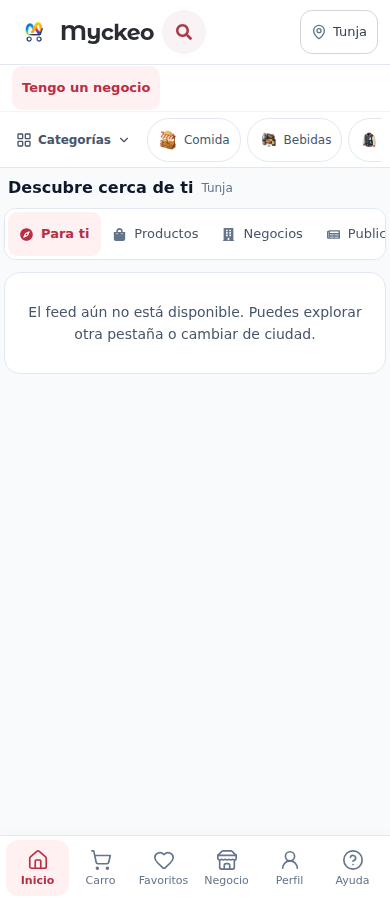 myckeo
Tunja
Tengo un negocio
Categorías
Comida
Bebidas
Descubre cerca de ti Tunja
Para ti
Productos
Negocios
Public
El feed aún no está disponible. Puedes explorar
otra pestaña o cambiar de ciudad.
Inicio
Carro
Favoritos
Negocio
Perfil
Ayuda